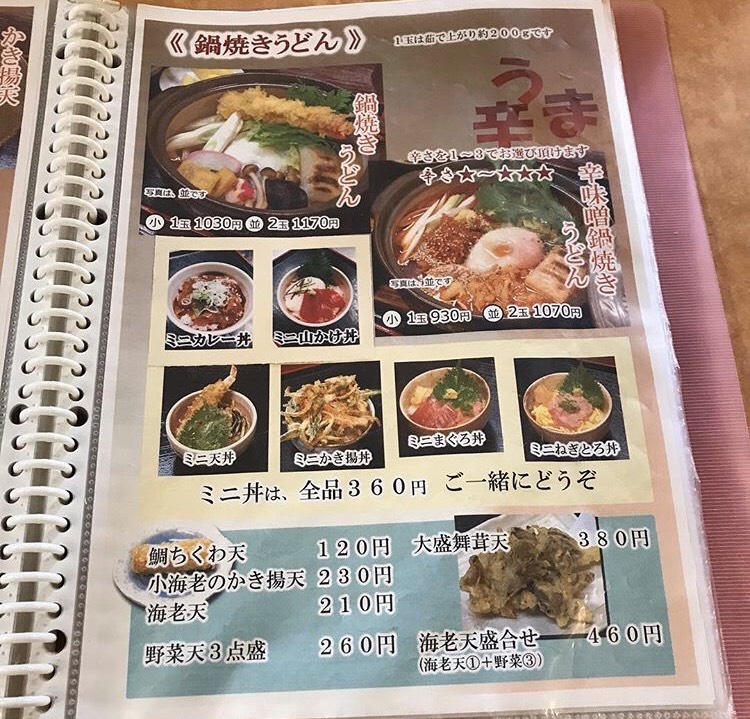 かき揚天
《鍋焼きうどん》
1玉は茹で上がり約200gです
うま辛
辛さを1～3でお選び頂けます
辛さ★～★★★
鍋焼きうどん
写真は、並です
小 1玉 1030円 並 2玉 1170円
辛味噌鍋焼きうどん
写真は、並です
小 1玉 930円 並 2玉 1070円
ミニカレー丼
ミニ山かけ丼
ミニ天丼
ミニかき揚丼
ミニまぐろ丼
ミニねぎとろ丼
ミニ丼は、全品360円 ご一緒にどうぞ
鯛ちくわ天 120円
小海老のかき揚天 230円
海老天 210円
野菜天3点盛 260円
大盛舞茸天 380円
海老天盛合せ 460円
(海老天①+野菜③)